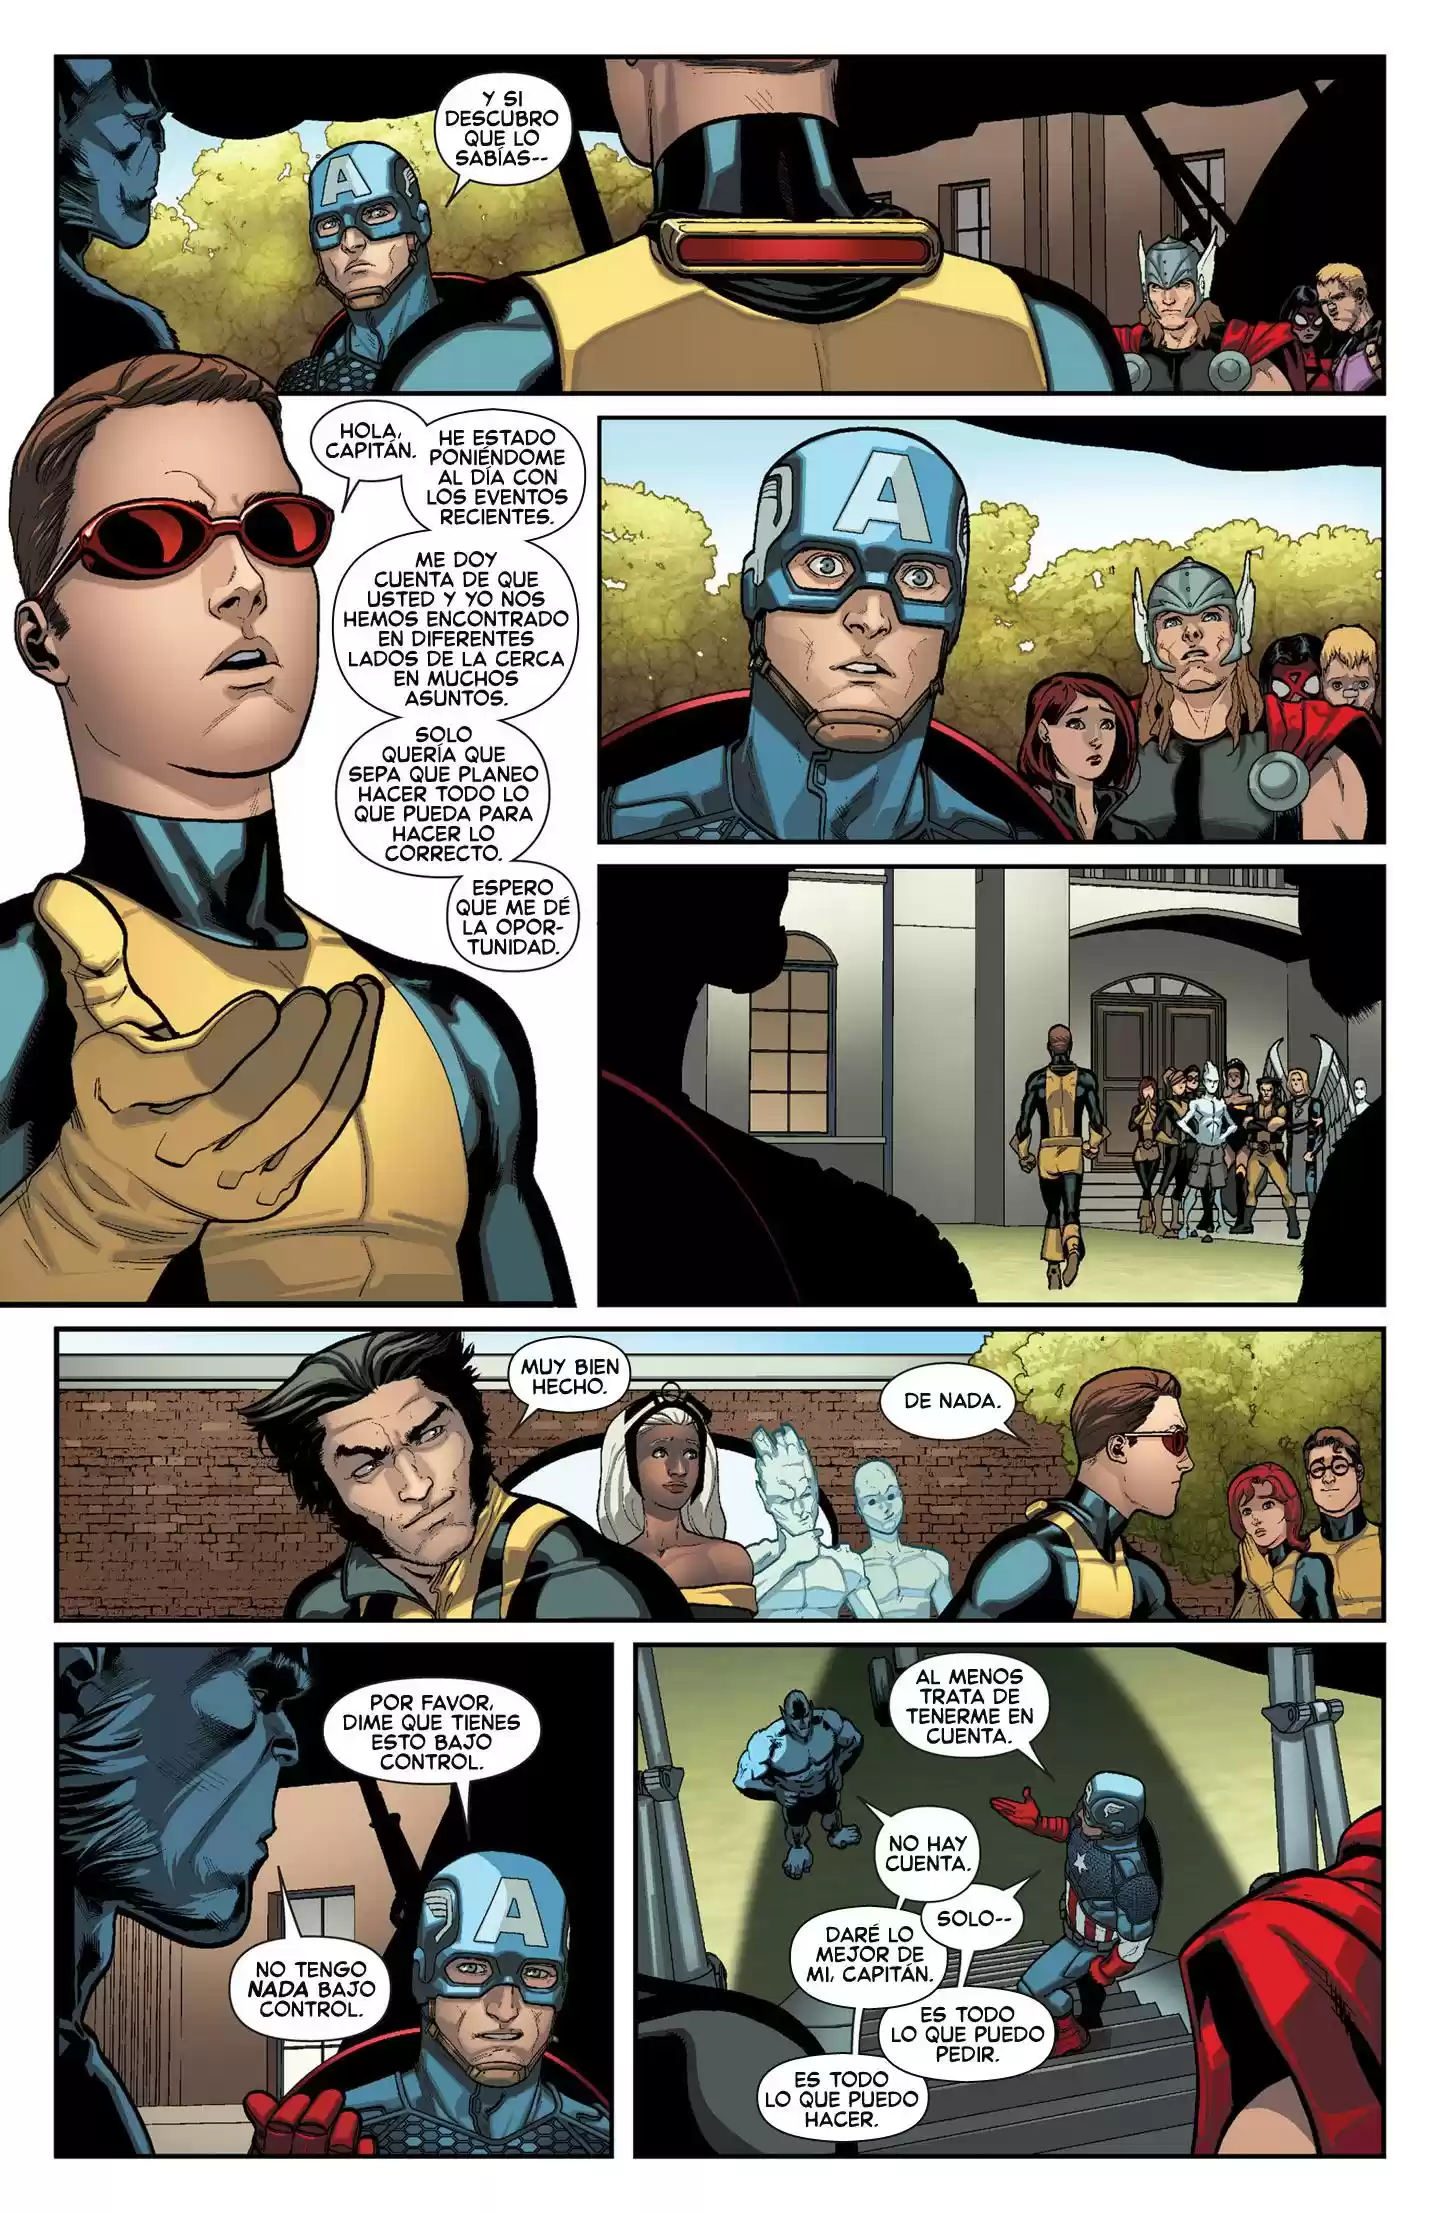 Y SI
DESCUBRO
QUE LO
SABÍAS--
HOLA,
CAPITÁN.
HE ESTADO
PONIÉNDOME
AL DÍA CON
LOS EVENTOS
RECIENTES.
ME DOY
CUENTA DE QUE
USTED Y YO NOS
HEMOS ENCONTRADO
EN DIFERENTES
LADOS DE LA CERCA
EN MUCHOS
ASUNTOS.
SOLO
QUERÍA QUE
SEPA QUE PLANEO
HACER TODO LO
QUE PUEDA PARA
HACER LO
CORRECTO.
ESPERO
QUE ME DÉ
LA OPOR-
TUNIDAD.
A
A
MUY BIEN
HECHO.
DE NADA.
POR FAVOR,
DIME QUE TIENES
ESTO BAJO
CONTROL.
NO TENGO
NADA BAJO
CONTROL.
A
AL MENOS
TRATA DE
TENERME EN
CUENTA.
NO HAY
CUENTA.
SOLO--
DARÉ LO
MEJOR DE
MI, CAPITÁN.
ES TODO
LO QUE PUEDO
PEDIR.
ES TODO
LO QUE PUEDO
HACER.